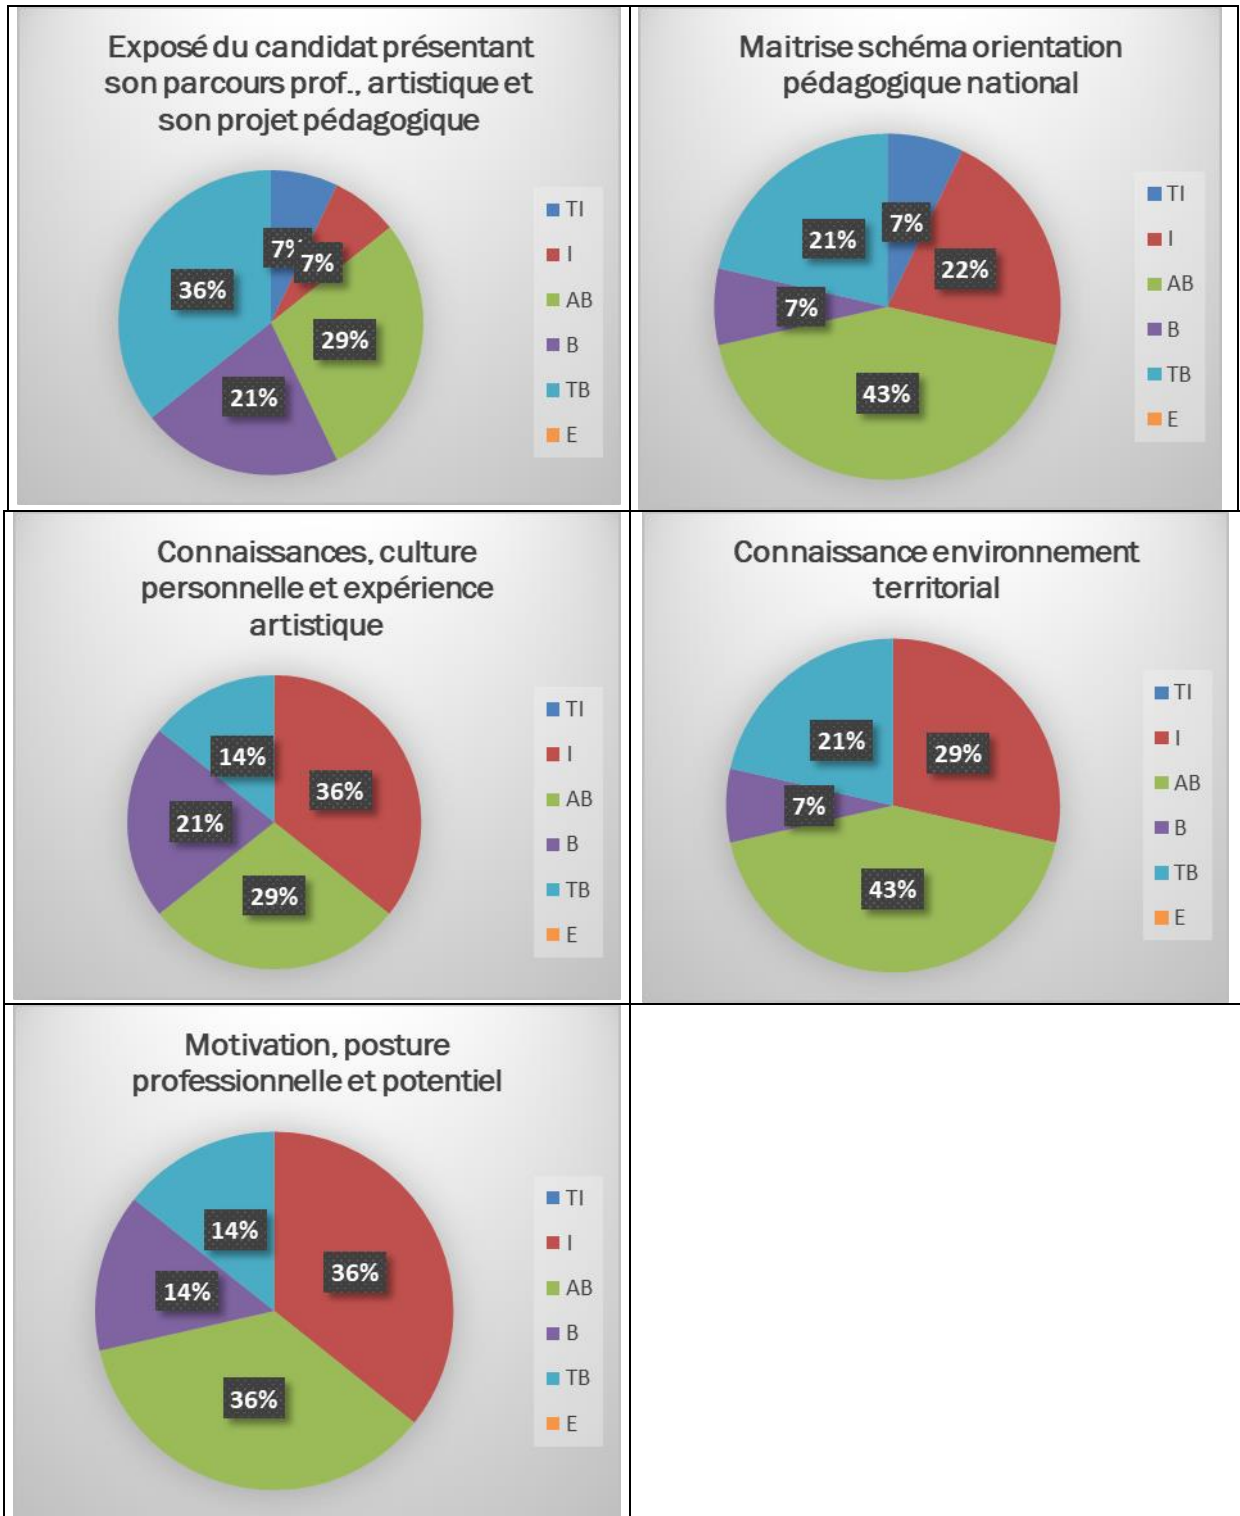 Exposé du candidat présentant
son parcours prof., artistique et
son projet pédagogique
7%
7%
29%
21%
36%
TI
I
AB
B
TB
E
Maitrise schéma orientation
pédagogique national
7%
22%
43%
7%
21%
TI
I
AB
B
TB
E
Connaissances, culture
personnelle et expérience
artistique
36%
29%
21%
14%
TI
I
AB
B
TB
E
Connaissance environnement
territorial
29%
43%
7%
21%
TI
I
AB
B
TB
E
Motivation, posture
professionnelle et potentiel
36%
36%
14%
14%
TI
I
AB
B
TB
E